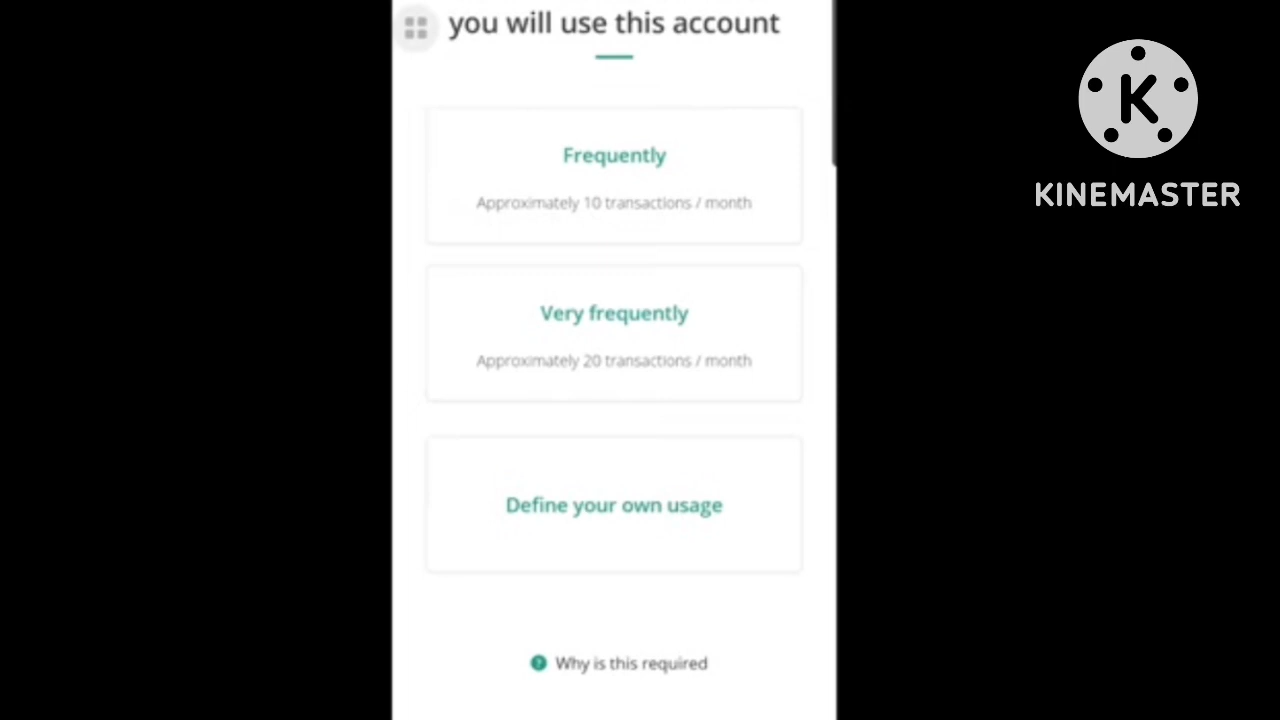 you will use this account
Frequently
Approximately 10 transactions / month
Very frequently
Approximately 20 transactions / month
Define your own usage
? Why is this required
K
KINEMASTER